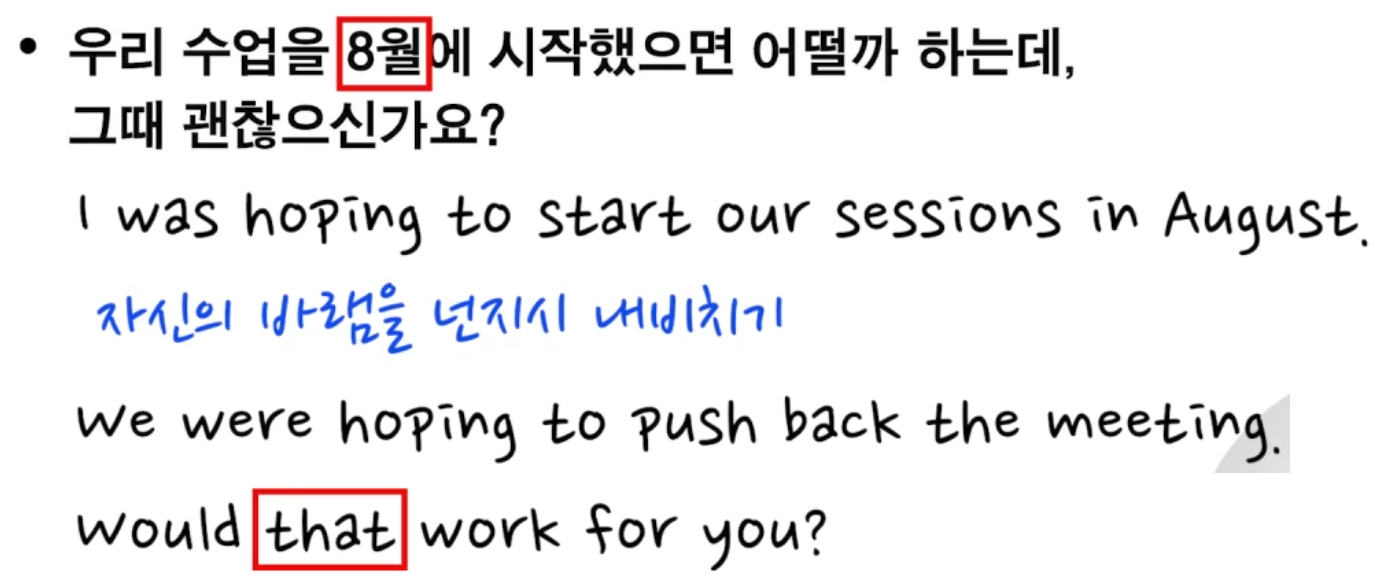 • 우리 수업을 8월에 시작했으면 어떨까 하는데,
그때 괜찮으신가요?
I was hoping to start our sessions in August.
자신의 바램을 넌지시 내비치기
We were hoping to push back the meeting.
Would that work for you?